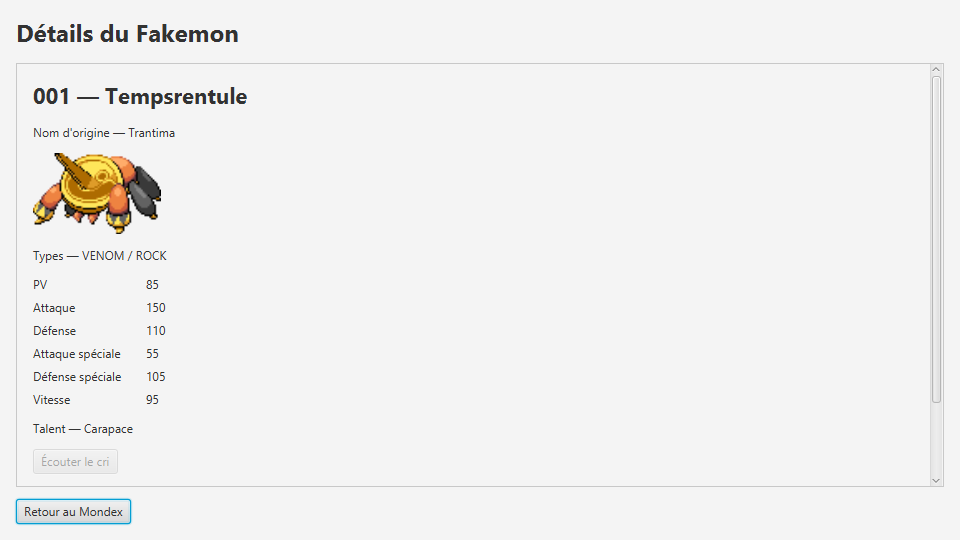 Détails du Fakemon
001 — Tempsrentule
Nom d'origine — Trantima
Types — VENOM / ROCK
PV 85
Attaque 150
Défense 110
Attaque spéciale 55
Défense spéciale 105
Vitesse 95
Talent — Carapace
Écouter le cri
Retour au Mondex